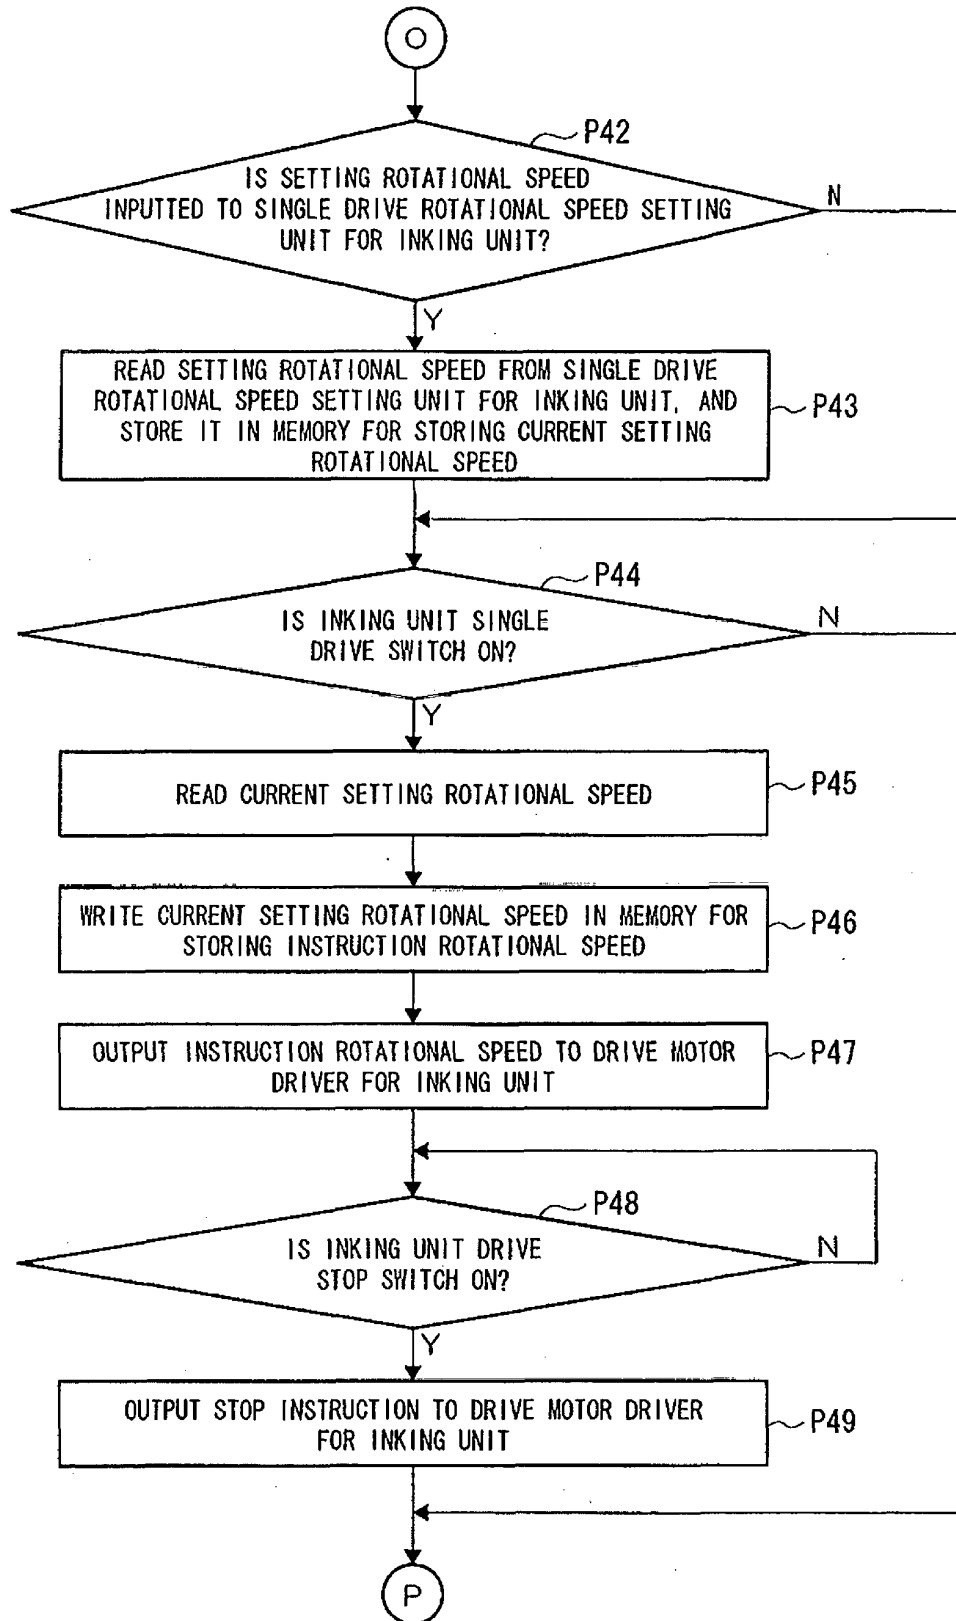 O
P42
IS SETTING ROTATIONAL SPEED
INPUTTED TO SINGLE DRIVE ROTATIONAL SPEED SETTING
UNIT FOR INKING UNIT?
N
Y
READ SETTING ROTATIONAL SPEED FROM SINGLE DRIVE
ROTATIONAL SPEED SETTING UNIT FOR INKING UNIT, AND
STORE IT IN MEMORY FOR STORING CURRENT SETTING
ROTATIONAL SPEED
P43
P44
IS INKING UNIT SINGLE
DRIVE SWITCH ON?
N
Y
READ CURRENT SETTING ROTATIONAL SPEED
P45
WRITE CURRENT SETTING ROTATIONAL SPEED IN MEMORY FOR
STORING INSTRUCTION ROTATIONAL SPEED
P46
OUTPUT INSTRUCTION ROTATIONAL SPEED TO DRIVE MOTOR
DRIVER FOR INKING UNIT
P47
P48
IS INKING UNIT DRIVE
STOP SWITCH ON?
N
Y
OUTPUT STOP INSTRUCTION TO DRIVE MOTOR DRIVER
FOR INKING UNIT
P49
P